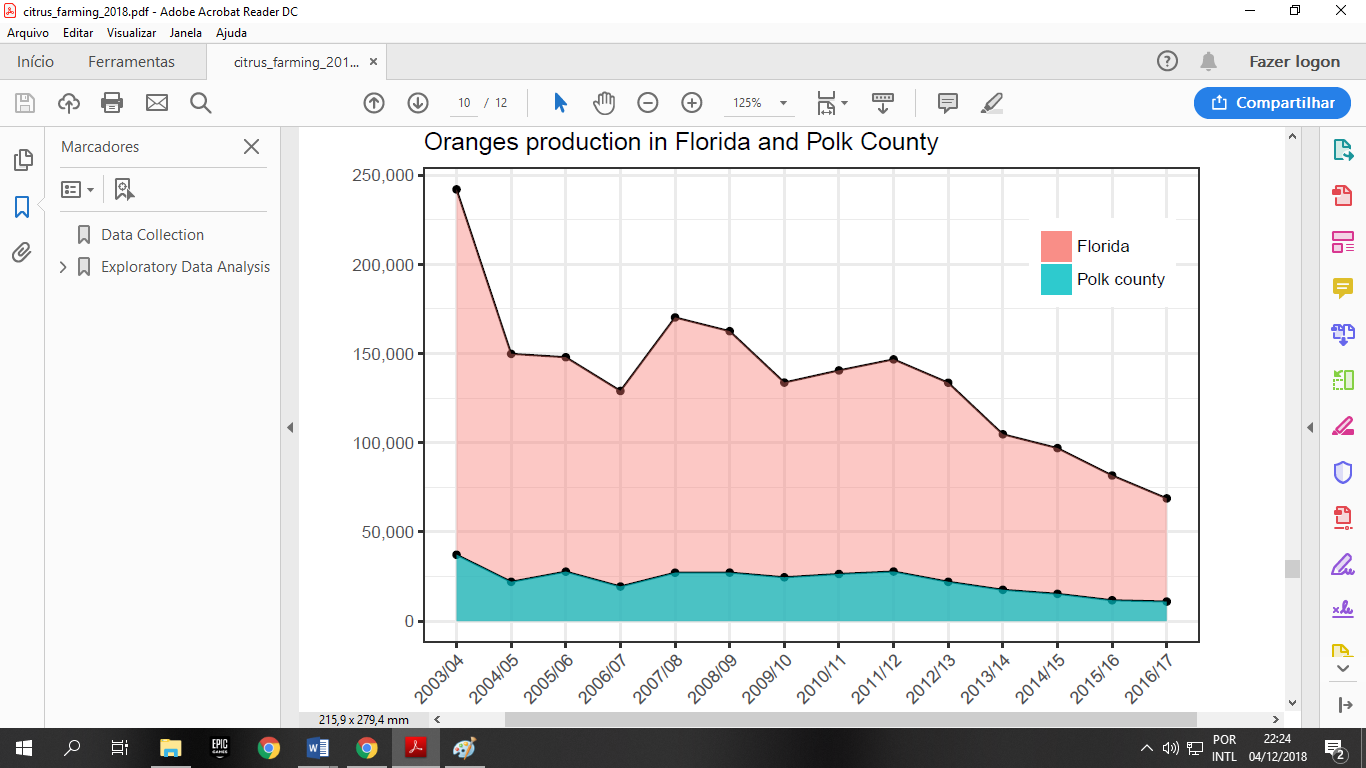 citrus_farming_2018.pdf - Adobe Acrobat Reader DC
Arquivo Editar Visualizar Janela Ajuda
Início Ferramentas citrus_farming_201... Fazer logon
10 / 12 125% Compartilhar
Marcadores
Data Collection
Exploratory Data Analysis
Oranges production in Florida and Polk County
250,000
200,000
150,000
100,000
50,000
0
Florida
Polk county
2003/04 2004/05 2005/06 2006/07 2007/08 2008/09 2009/10 2010/11 2011/12 2012/13 2013/14 2014/15 2015/16 2016/17
215,9 x 279,4 mm
EPIC GAMES
POR
INTL
22:24
04/12/2018
2